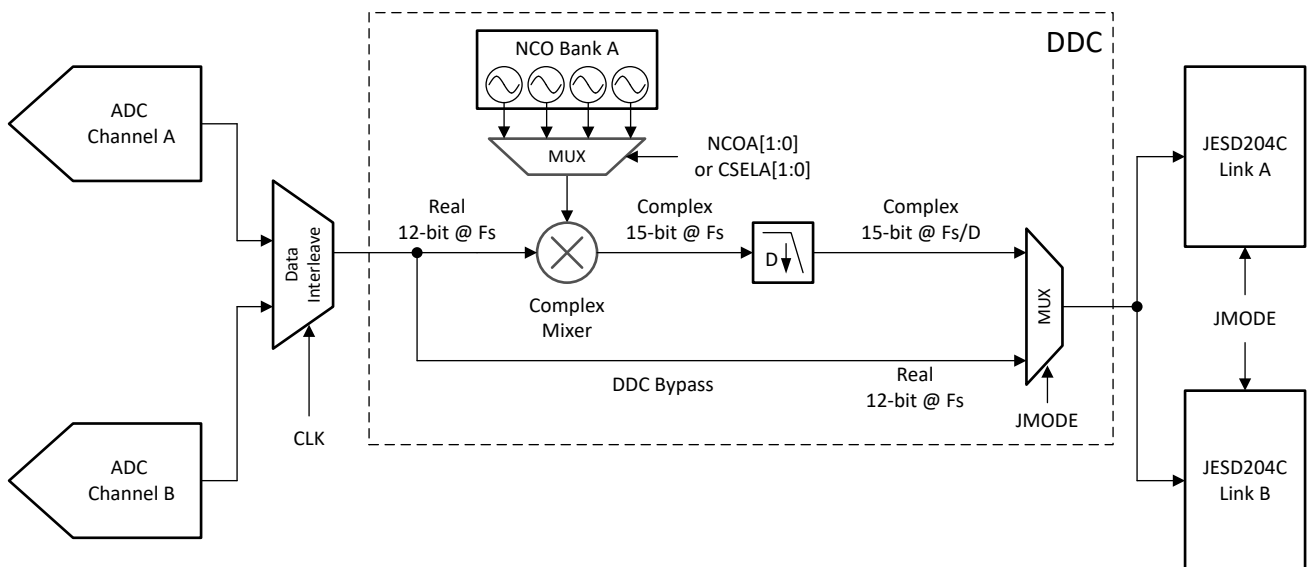 DDC
NCO Bank A
ADC
Channel A
MUX
NCOA[1:0]
or CSELA[1:0]
JESD204C
Link A
Data
Interleave
Real
12-bit @ Fs
Complex
15-bit @ Fs
D
Complex
15-bit @ Fs/D
Complex
Mixer
MUX
JMODE
DDC Bypass
Real
12-bit @ Fs
JMODE
CLK
ADC
Channel B
JESD204C
Link B